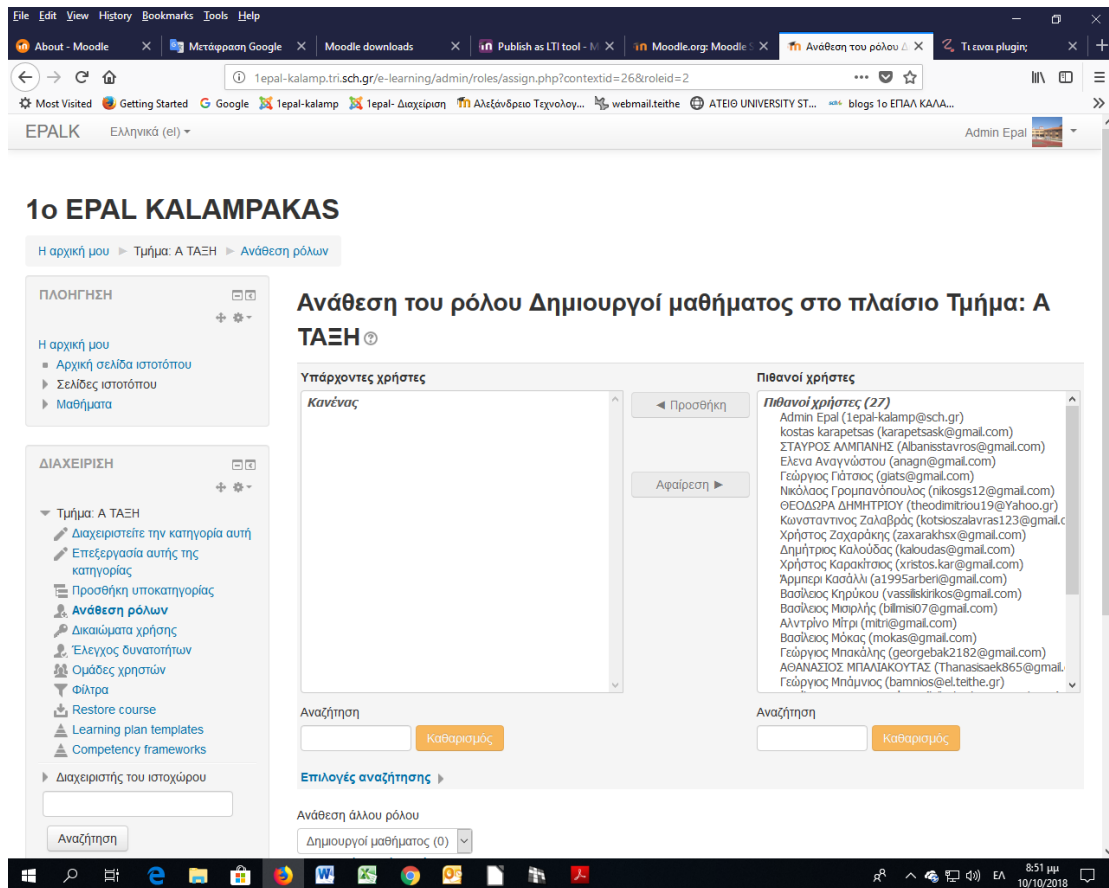 File Edit View History Bookmarks Tools Help
About - Moodle
Μετάφραση Google
Moodle downloads
Publish as LTI tool - M
Moodle.org: Moodle S
Ανάθεση του ρόλου Δ
Τι ειναι plugin;
1epal-kalamp.tri.sch.gr/e-learning/admin/roles/assign.php?contextid=26&roleid=2
Most Visited Getting Started Google 1epal-kalamp 1epal- Διαχείριση Αλεξάνδρειο Τεχνολογ... webmail.teithe ΑΤΕΙΘ UNIVERSITY ST... blogs 1ο ΕΠΑΛ ΚΑΛΑ...
EPALK Ελληνικά (el) Admin Epal
1ο EPAL KALAMPAKAS
Η αρχική μου Τμήμα: Α ΤΑΞΗ Ανάθεση ρόλων
ΠΛΟΗΓΗΣΗ
Η αρχική μου
Αρχική σελίδα ιστοτόπου
Σελίδες ιστοτόπου
Μαθήματα
ΔΙΑΧΕΙΡΙΣΗ
Τμήμα: Α ΤΑΞΗ
Διαχειριστείτε την κατηγορία αυτή
Επεξεργασία αυτής της
κατηγορίας
Προσθήκη υποκατηγορίας
Ανάθεση ρόλων
Δικαιώματα χρήσης
Έλεγχος δυνατοτήτων
Ομάδες χρηστών
Φίλτρα
Restore course
Learning plan templates
Competency frameworks
Διαχειριστής του ιστοχώρου
Αναζήτηση
Ανάθεση του ρόλου Δημιουργοί μαθήματος στο πλαίσιο Τμήμα: Α
ΤΑΞΗ
Υπάρχοντες χρήστες
Κανένας
◄ Προσθήκη
Αφαίρεση ►
Πιθανοί χρήστες
Πιθανοί χρήστες (27)
Admin Epal (1epal-kalamp@sch.gr)
kostas karapetsas (karapetsask@gmail.com)
ΣΤΑΥΡΟΣ ΑΛΜΠΑΝΗΣ (Albanisstavros@gmail.com)
Ελενα Αναγνώστου (anagn@gmail.com)
Γεώργιος Γιάτσιος (giats@gmail.com)
Νικόλαος Γρομπανόπουλος (nikosgs12@gmail.com)
ΘΕΟΔΩΡΑ ΔΗΜΗΤΡΙΟΥ (theodimitriou19@Yahoo.gr)
Κωνσταντινος Ζαλαβράς (kotsioszalavras123@gmail.c
Χρήστος Ζαχαράκης (zaxarakhsx@gmail.com)
Δημήτριος Καλούδας (kaloudas@gmail.com)
Χρήστος Καρακίτσιος (xristos.kar@gmail.com)
Άρμπερι Κασάλλι (a1995arberi@gmail.com)
Βασίλειος Κηρύκου (vassiliskirikos@gmail.com)
Βασίλειος Μισιρλής (billmisi07@gmail.com)
Αλντρίνο Μίτρι (mitri@gmail.com)
Βασίλειος Μόκας (mokas@gmail.com)
Γεώργιος Μπακάλης (georgebak2182@gmail.com)
ΑΘΑΝΑΣΙΟΣ ΜΠΑΛΙΑΚΟΥΤΑΣ (Thanasisaek865@gmail.
Γεώργιος Μπάμνιος (bamnios@el.teithe.gr)
Αναζήτηση
Καθαρισμός
Αναζήτηση
Καθαρισμός
Επιλογές αναζήτησης
Ανάθεση άλλου ρόλου
Δημιουργοί μαθήματος (0)
ΕΛ
8:51 μμ
10/10/2018